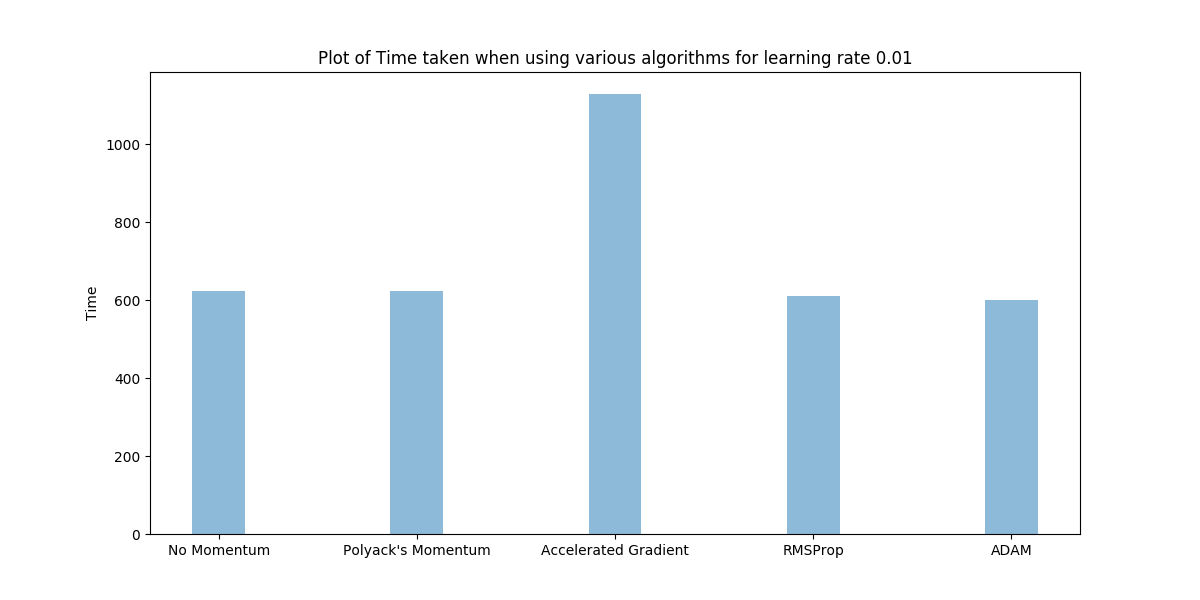 Plot of Time taken when using various algorithms for learning rate 0.01
1000
800
600
400
200
0
Time
No Momentum
Polyack's Momentum
Accelerated Gradient
RMSProp
ADAM